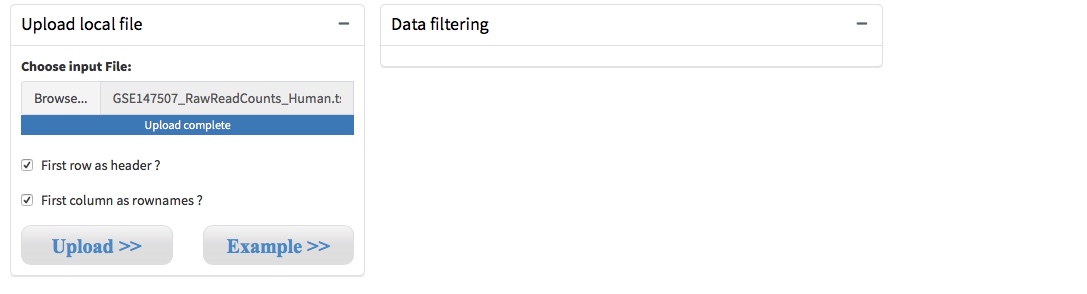 Upload local file
Data filtering
Choose input File:
Browse...
GSE147507_RawReadCounts_Human.t
Upload complete
First row as header ?
First column as rownames ?
Upload >>
Example >>